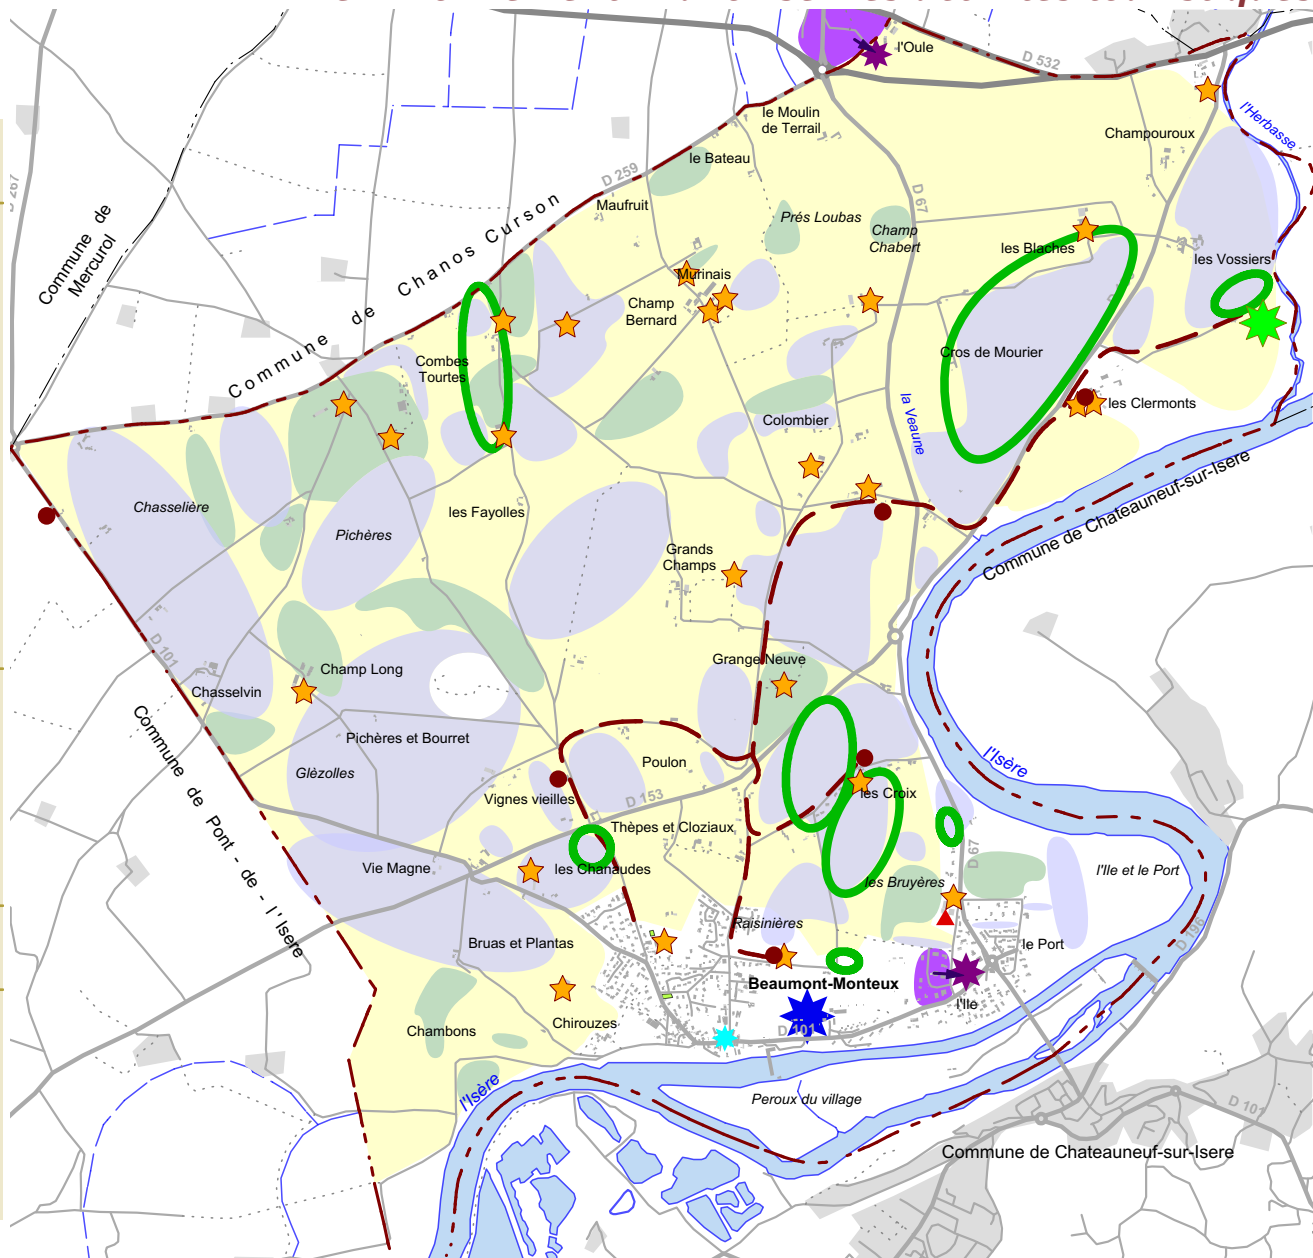 l'Oule
D 532
le Moulin
de Terrail
Champouroux
l'Herbasse
le Bateau
D 259
D 267
Maufruit
Prés Loubas
D 67
Champ
Chabert
les Blaches
les Vossiers
Commune de
Mercurol
Commune de Chanos Curson
Murinais
Champ
Bernard
Combes
Tourtes
Cros de Mourier
les Clermonts
la Veaune
Colombier
Commune de Chateauneuf-sur-Isere
Chasselière
Pichères
les Fayolles
Grands
Champs
D 101
Champ Long
Grange Neuve
Chasselvin
Commune de Pont - de - l'Isere
Pichères et Bourret
Glèzolles
Poulon
l'Isère
Vignes vieilles
D 153
les Croix
Thèpes et Cloziaux
D 67
Vie Magne
les Chanaudes
les Bruyères
l'Ile et le Port
Raisinières
D 196
Bruas et Plantas
le Port
Beaumont-Monteux
l'Ile
Chambons
Chirouzes
D 101
l'Isère
Peroux du village
D 101
Commune de Chateauneuf-sur-Isere